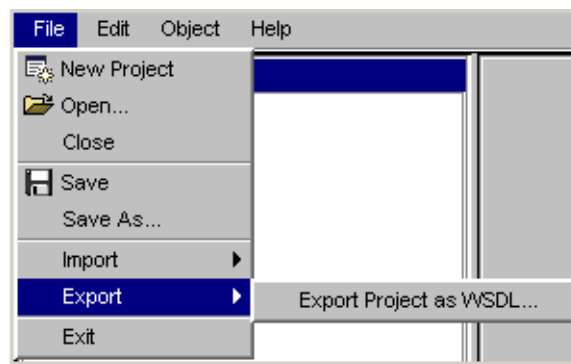 File Edit Object Help
New Project
Open...
Close
Save
Save As...
Import
Export
Export Project as WSDL...
Exit